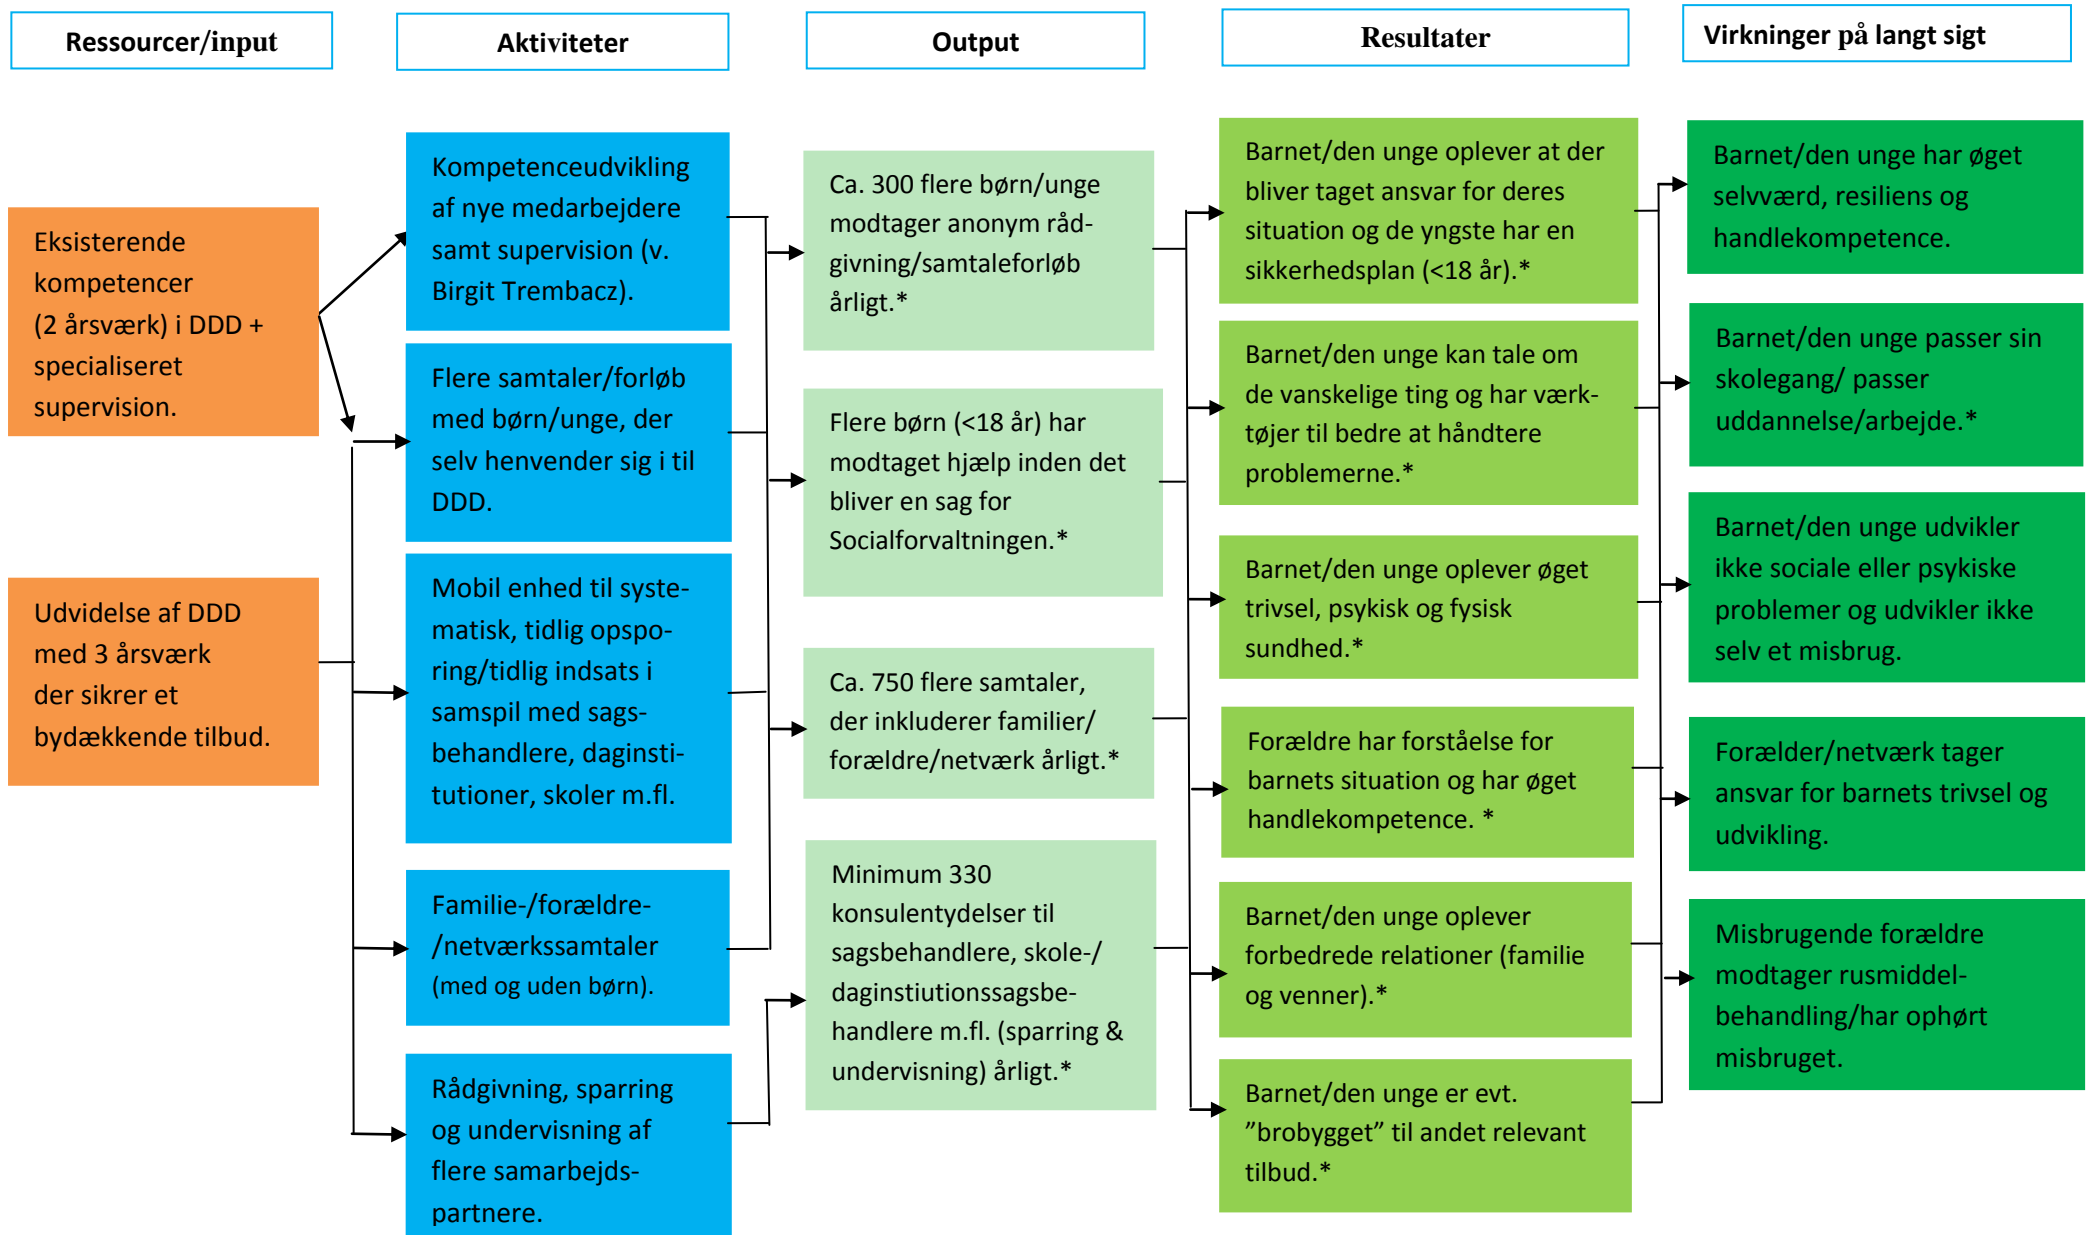 Ressourcer/input
Aktiviteter
Output
Resultater
Virkninger på langt sigt
Eksisterende
kompetencer
(2 årsværk) i DDD +
specialiseret
supervision.
Udvidelse af DDD
med 3 årsværk
der sikrer et
bydækkende tilbud.
Kompetenceudvikling
af nye medarbejdere
samt supervision (v.
Birgit Trembacz).
Flere samtaler/forløb
med børn/unge, der
selv henvender sig i til
DDD.
Mobil enhed til syste-
matisk, tidlig opspo-
ring/tidlig indsats i
samspil med sags-
behandlere, daginsti-
tutioner, skoler m.fl.
Familie-/forældre-
/netværkssamtaler
(med og uden børn).
Rådgivning, sparring
og undervisning af
flere samarbejds-
partnere.
Ca. 300 flere børn/unge
modtager anonym råd-
givning/samtaleforløb
årligt.*
Flere børn (<18 år) har
modtaget hjælp inden det
bliver en sag for
Socialforvaltningen.*
Ca. 750 flere samtaler,
der inkluderer familier/
forældre/netværk årligt.*
Minimum 330
konsulentydelser til
sagsbehandlere, skole-/
daginstiutionssagsbe-
handlere m.fl. (sparring &
undervisning) årligt.*
Barnet/den unge oplever at der
bliver taget ansvar for deres
situation og de yngste har en
sikkerhedsplan (<18 år).*
Barnet/den unge kan tale om
de vanskelige ting og har værk-
tøjer til bedre at håndtere
problemerne.*
Barnet/den unge oplever øget
trivsel, psykisk og fysisk
sundhed.*
Forældre har forståelse for
barnets situation og har øget
handlekompetence. *
Barnet/den unge oplever
forbedrede relationer (familie
og venner).*
Barnet/den unge er evt.
”brobygget” til andet relevant
tilbud.*
Barnet/den unge har øget
selvværd, resiliens og
handlekompetence.
Barnet/den unge passer sin
skolegang/ passer
uddannelse/arbejde.*
Barnet/den unge udvikler
ikke sociale eller psykiske
problemer og udvikler ikke
selv et misbrug.
Forælder/netværk tager
ansvar for barnets trivsel og
udvikling.
Misbrugende forældre
modtager rusmiddel-
behandling/har ophørt
misbruget.